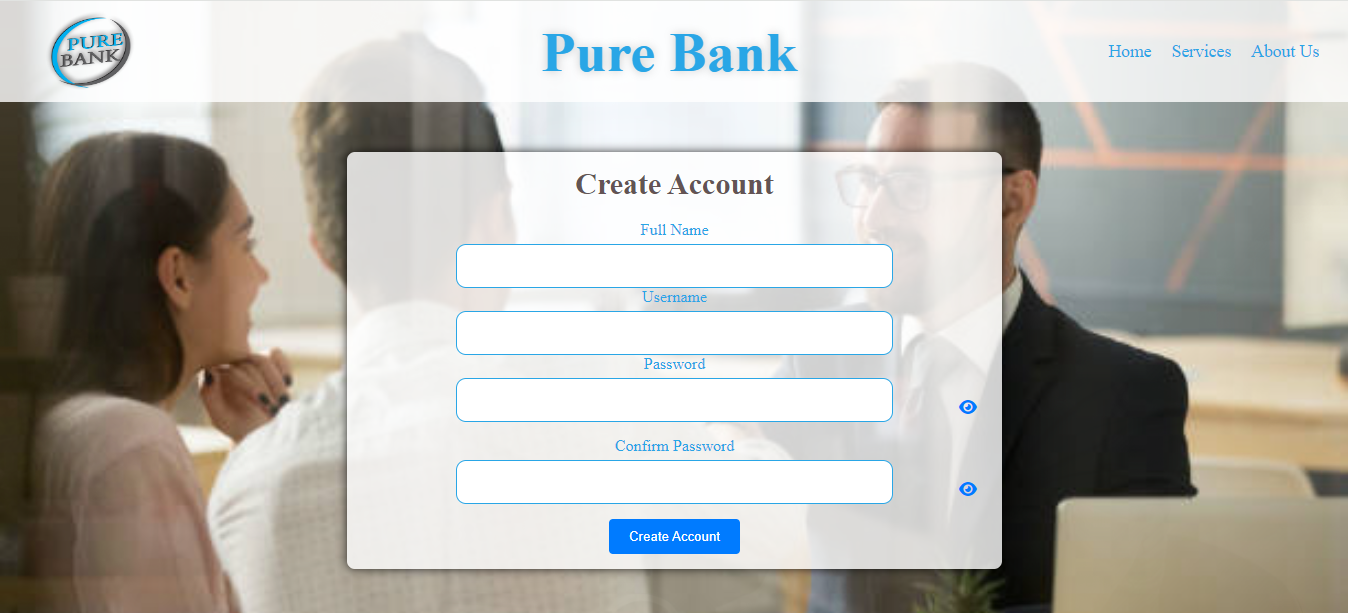 PURE
BANK
Pure Bank
Home Services About Us
Create Account
Full Name
Username
Password
Confirm Password
Create Account